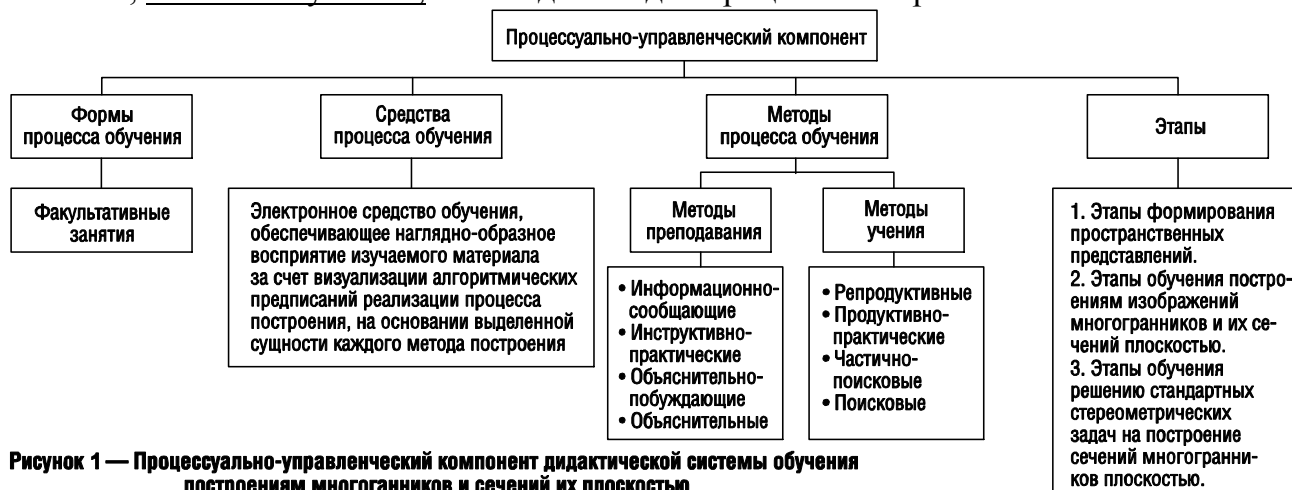 Процессуально-управленческий компонент
Формы
процесса обучения
Средства
процесса обучения
Методы
процесса обучения
Этапы
Факультативные
занятия
Электронное средство обучения,
обеспечивающее наглядно-образное
восприятие изучаемого материала
за счет визуализации алгоритмических
предписаний реализации процесса
построения, на основании выделенной
сущности каждого метода построения
Методы
преподавания
Методы
учения
• Информационно-
сообщающие
• Инструктивно-
практические
• Объяснительно-
побуждающие
• Объяснительные
• Репродуктивные
• Продуктивно-
практические
• Частично-
поисковые
• Поисковые
1. Этапы формирования
пространственных
представлений.
2. Этапы обучения постро-
ениям изображений
многогранников и их се-
чений плоскостью.
3. Этапы обучения
решению стандартных
стереометрических
задач на построение
сечений многогранни-
ков плоскостью.
Рисунок 1 — Процессуально-управленческий компонент дидактической системы обучения
построениям многоганников и сечений их плоскостью